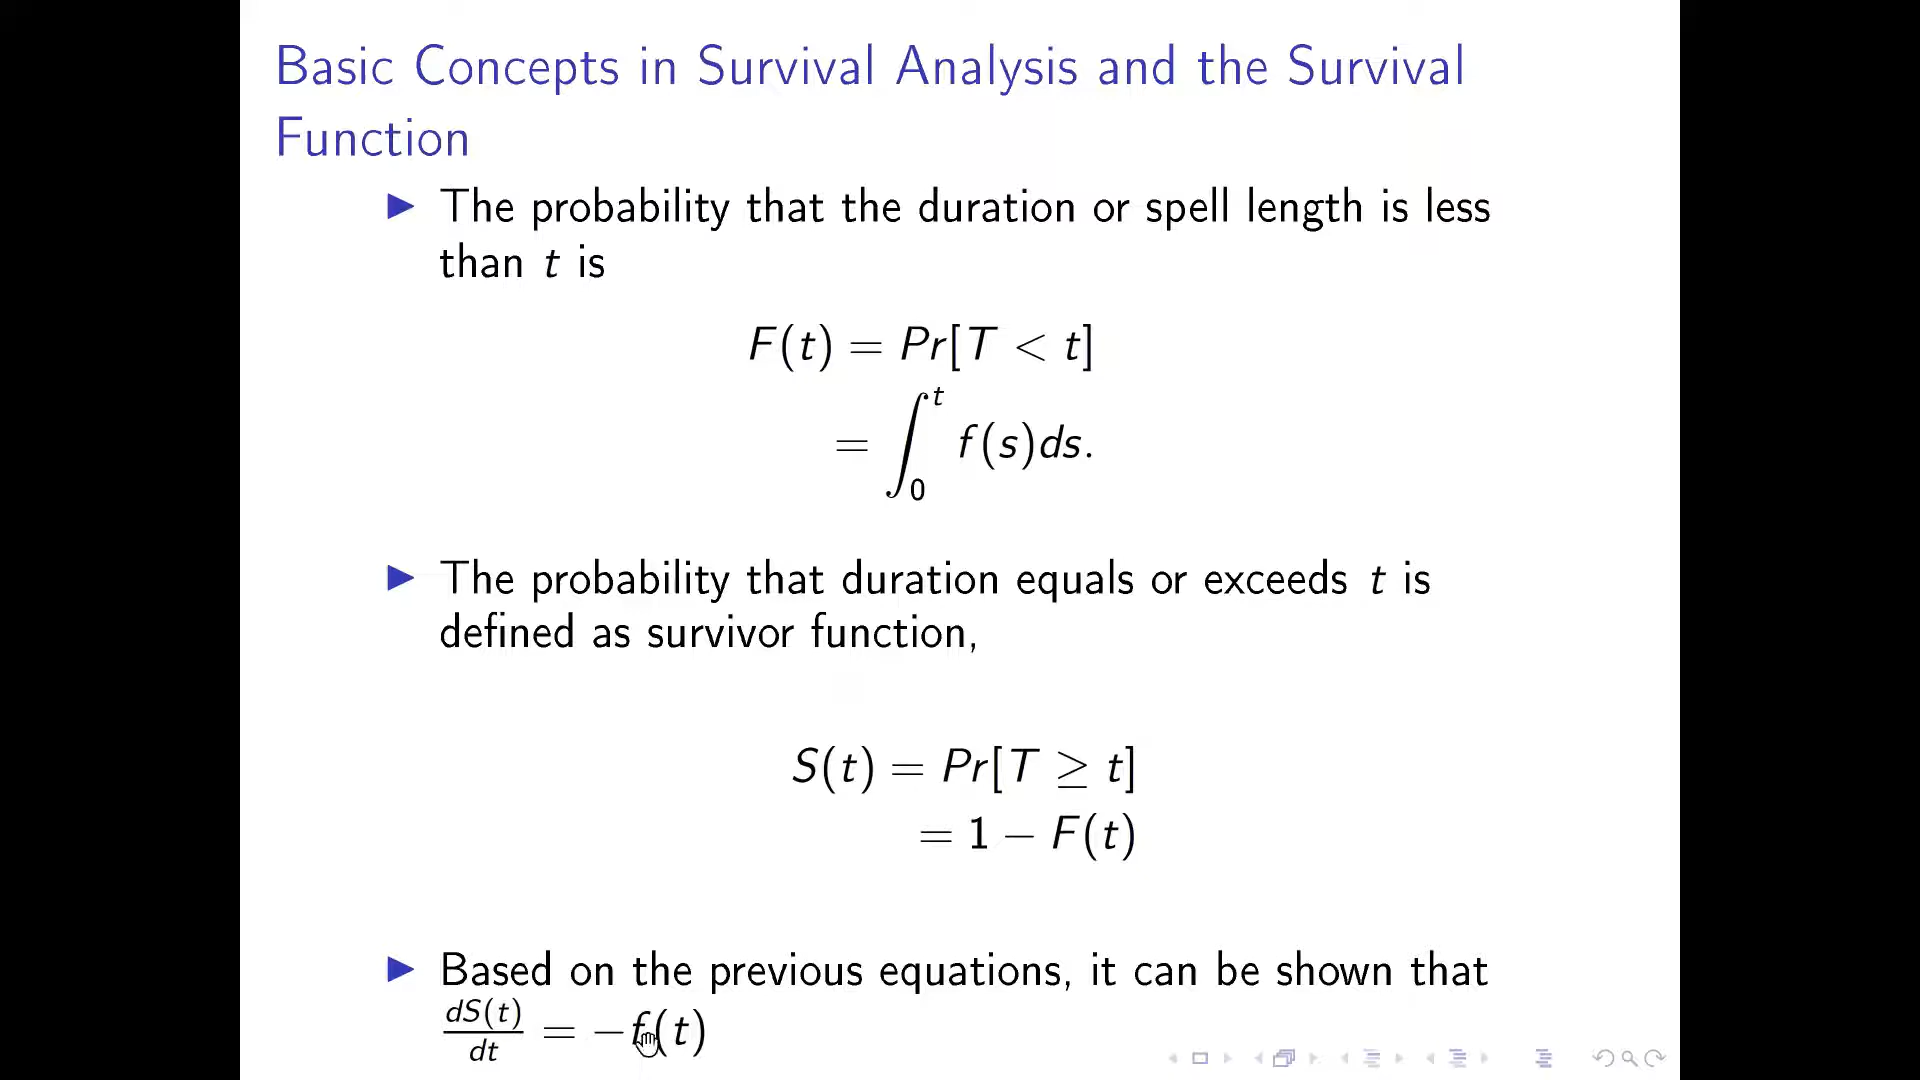 Basic Concepts in Survival Analysis and the Survival
Function
▶ The probability that the duration or spell length is less
than t is
F(t) = Pr[T < t]
= ∫₀ᵗ f(s)ds.
▶ The probability that duration equals or exceeds t is
defined as survivor function,
S(t) = Pr[T ≥ t]
= 1 − F(t)
▶ Based on the previous equations, it can be shown that
dS(t)/dt = −f(t)